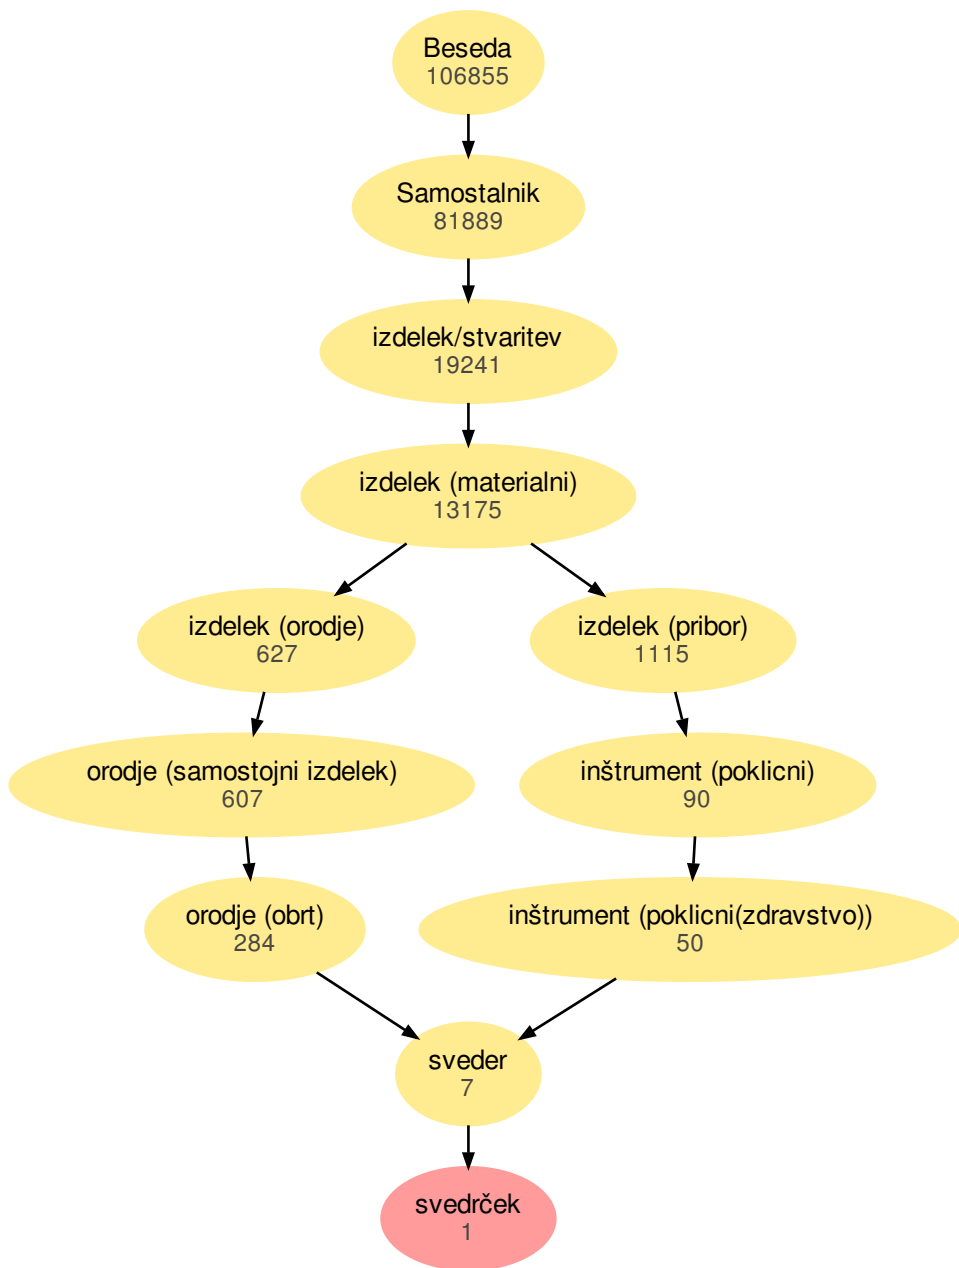 Beseda
106855
Samostalnik
81889
izdelek/stvaritev
19241
izdelek (materialni)
13175
izdelek (orodje)
627
izdelek (pribor)
1115
orodje (samostojni izdelek)
607
inštrument (poklicni)
90
orodje (obrt)
284
inštrument (poklicni(zdravstvo))
50
sveder
7
svedrček
1